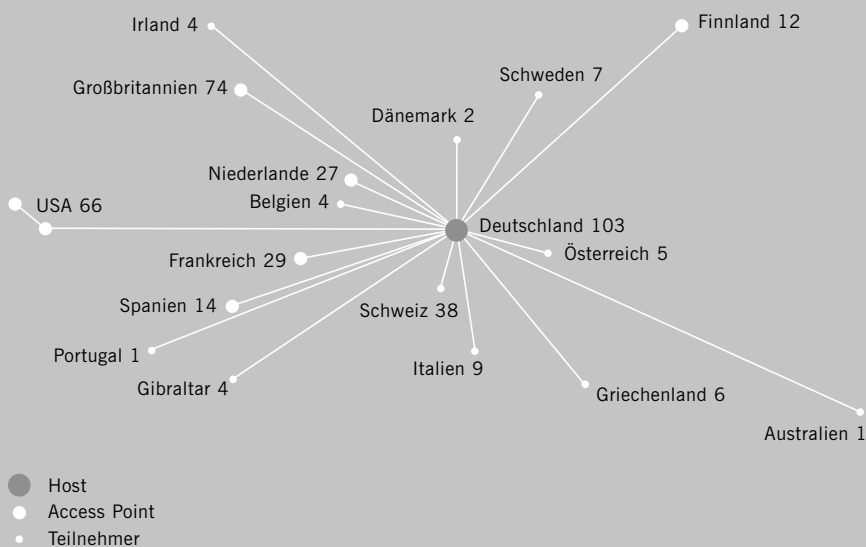 Irland 4
Finnland 12
Großbritannien 74
Schweden 7
Dänemark 2
Niederlande 27
Belgien 4
USA 66
Deutschland 103
Österreich 5
Frankreich 29
Spanien 14
Schweiz 38
Portugal 1
Italien 9
Gibraltar 4
Griechenland 6
Australien 1
Host
Access Point
Teilnehmer